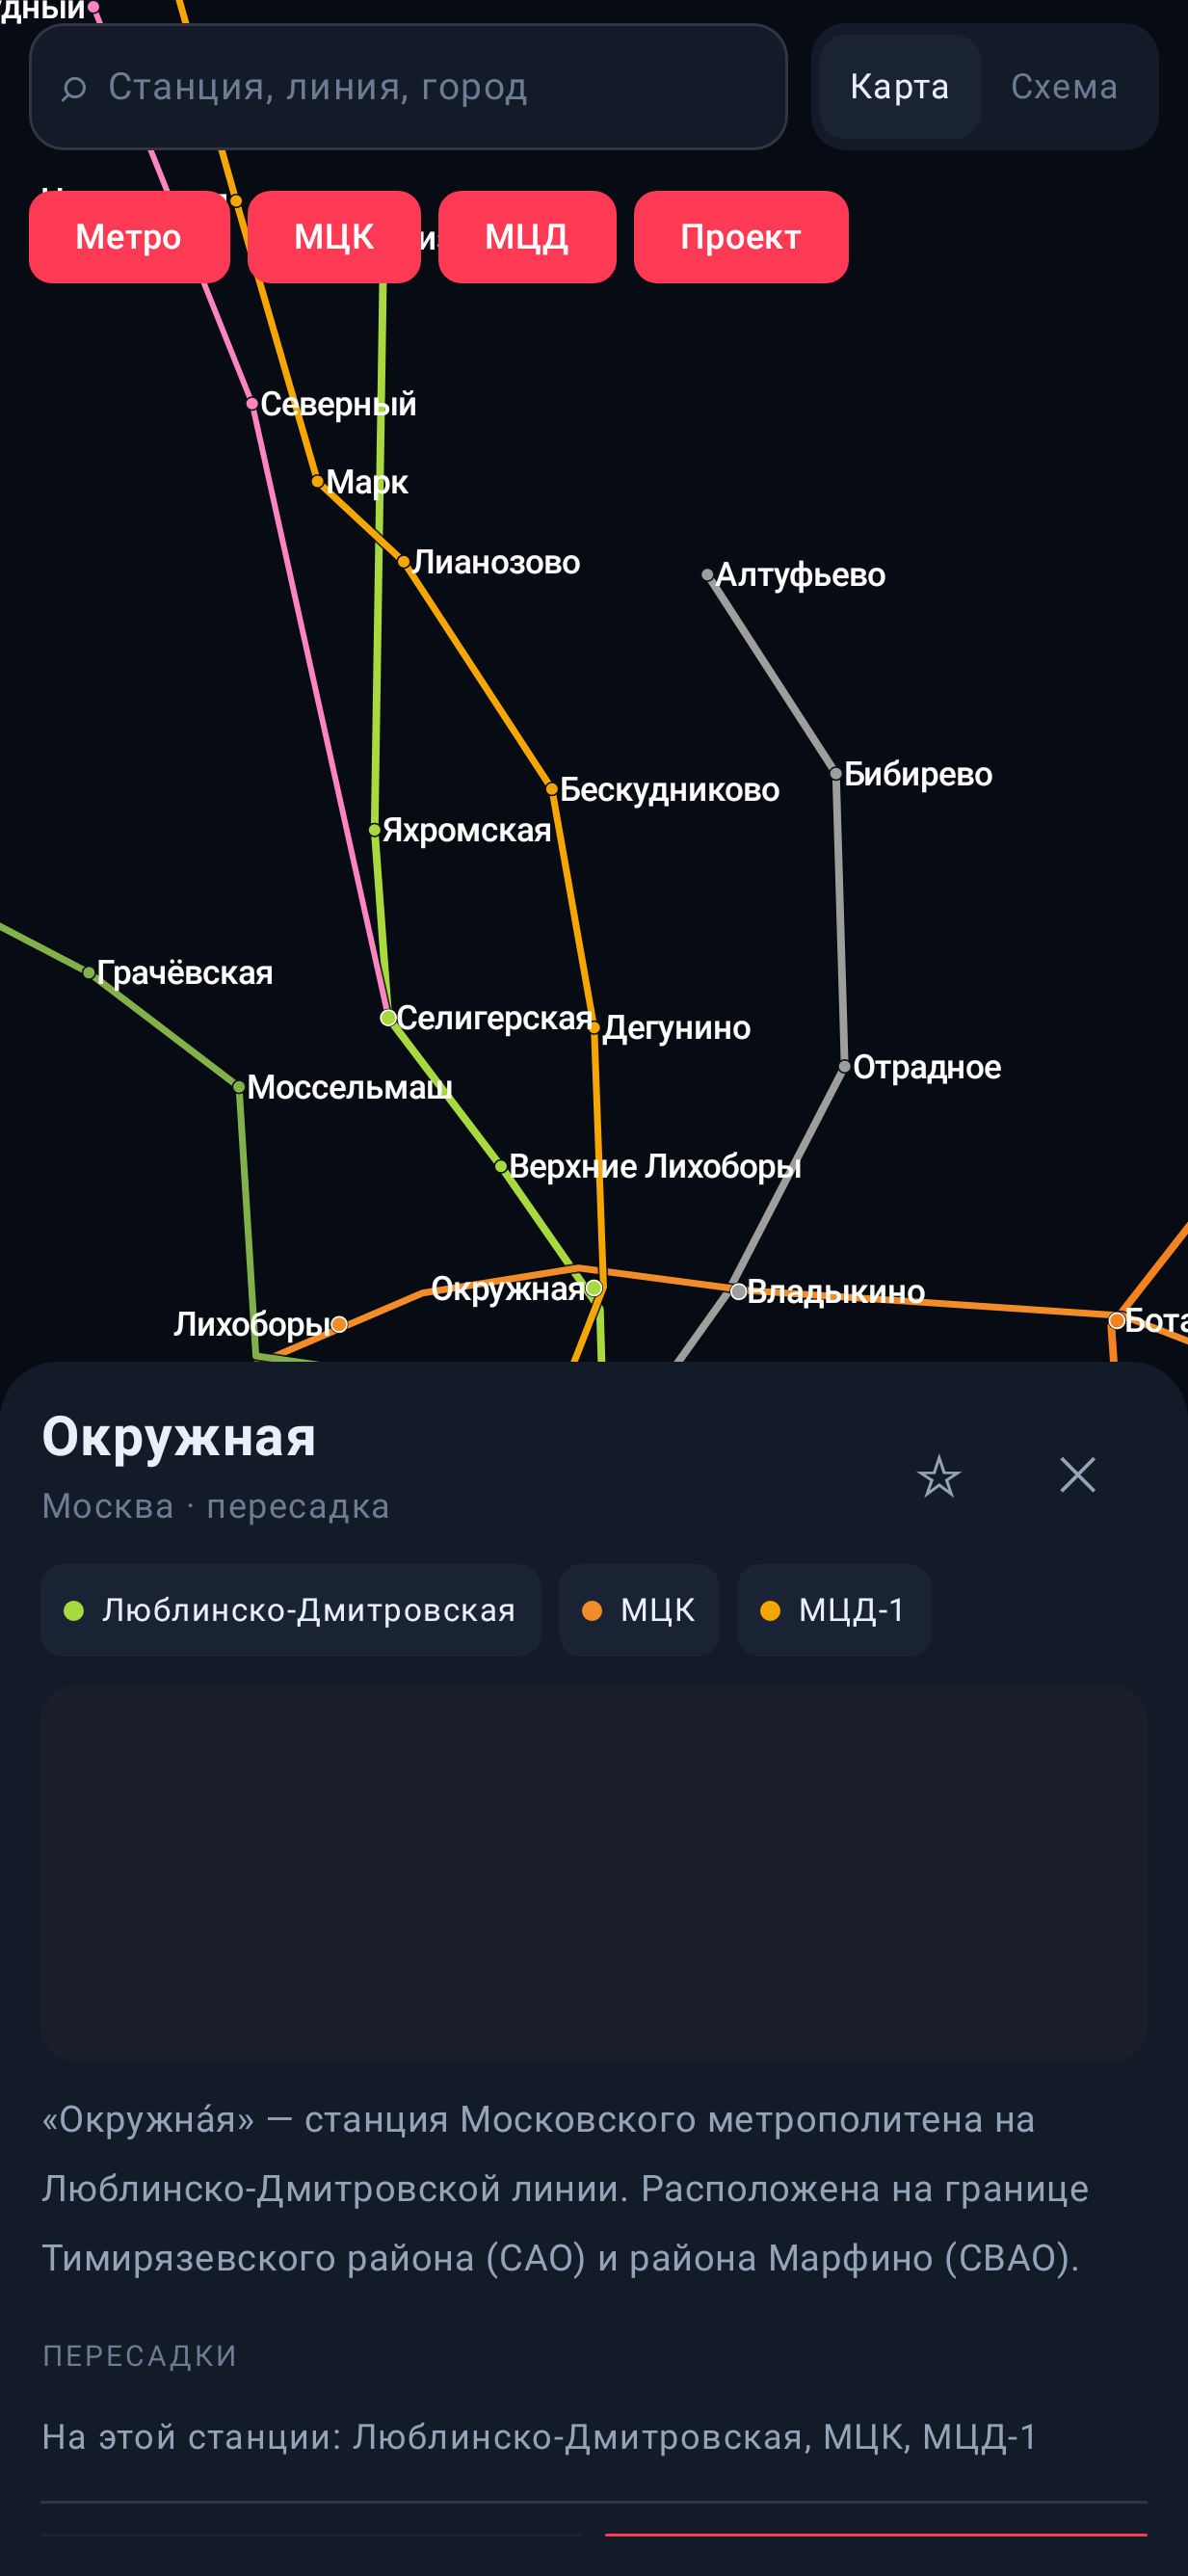 дный
Станция, линия, город
Карта
Схема
Метро
МЦК
МЦД
Проект
Северный
Марк
Лианозово
Алтуфьево
Бибирево
Бескудниково
Яхромская
Грачёвская
Селигерская
Дегунино
Отрадное
Моссельмаш
Верхние Лихоборы
Окружная
Владыкино
Лихоборы
Бота
Окружная
Москва · пересадка
Люблинско-Дмитровская
МЦК
МЦД-1
«Окружна́я» — станция Московского метрополитена на
Люблинско-Дмитровской линии. Расположена на границе
Тимирязевского района (САО) и района Марфино (СВАО).
ПЕРЕСАДКИ
На этой станции: Люблинско-Дмитровская, МЦК, МЦД-1